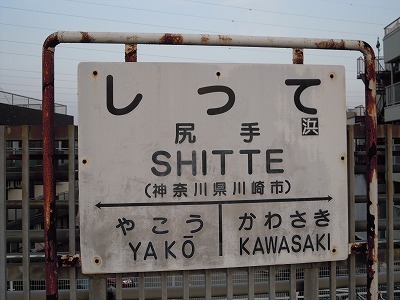 しって
浜
尻手
SHITTE
(神奈川県川崎市)
やこう かわさき
YAKŌ KAWASAKI